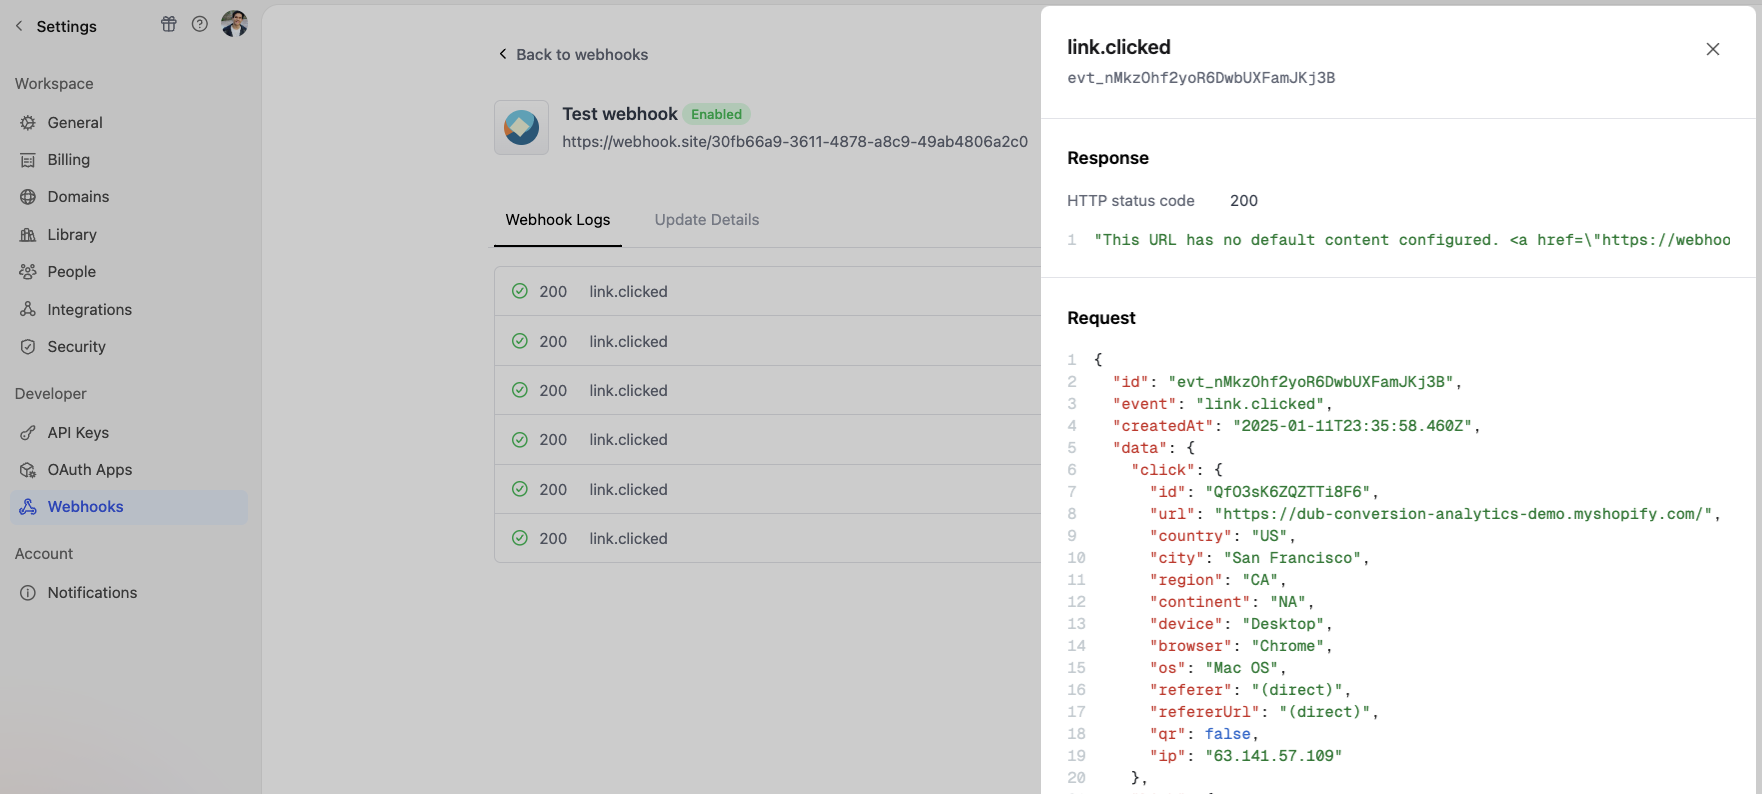 Settings
Workspace
General
Billing
Domains
Library
People
Integrations
Security
Developer
API Keys
OAuth Apps
Webhooks
Account
Notifications
Back to webhooks
Test webhook Enabled
https://webhook.site/30fb66a9-3611-4878-a8c9-49ab4806a2c0
Webhook Logs Update Details
200 link.clicked
200 link.clicked
200 link.clicked
200 link.clicked
200 link.clicked
200 link.clicked
link.clicked
evt_nMkzOhf2yoR6DwbUXFamJKj3B
Response
HTTP status code 200
1 "This URL has no default content configured. <a href=\"https://webhoo
Request
1 {
2 "id": "evt_nMkzOhf2yoR6DwbUXFamJKj3B",
3 "event": "link.clicked",
4 "createdAt": "2025-01-11T23:35:58.460Z",
5 "data": {
6 "click": {
7 "id": "QfO3sK6ZQZTTi8F6",
8 "url": "https://dub-conversion-analytics-demo.myshopify.com/",
9 "country": "US",
10 "city": "San Francisco",
11 "region": "CA",
12 "continent": "NA",
13 "device": "Desktop",
14 "browser": "Chrome",
15 "os": "Mac OS",
16 "referer": "(direct)",
17 "refererUrl": "(direct)",
18 "qr": false,
19 "ip": "63.141.57.109"
20 },